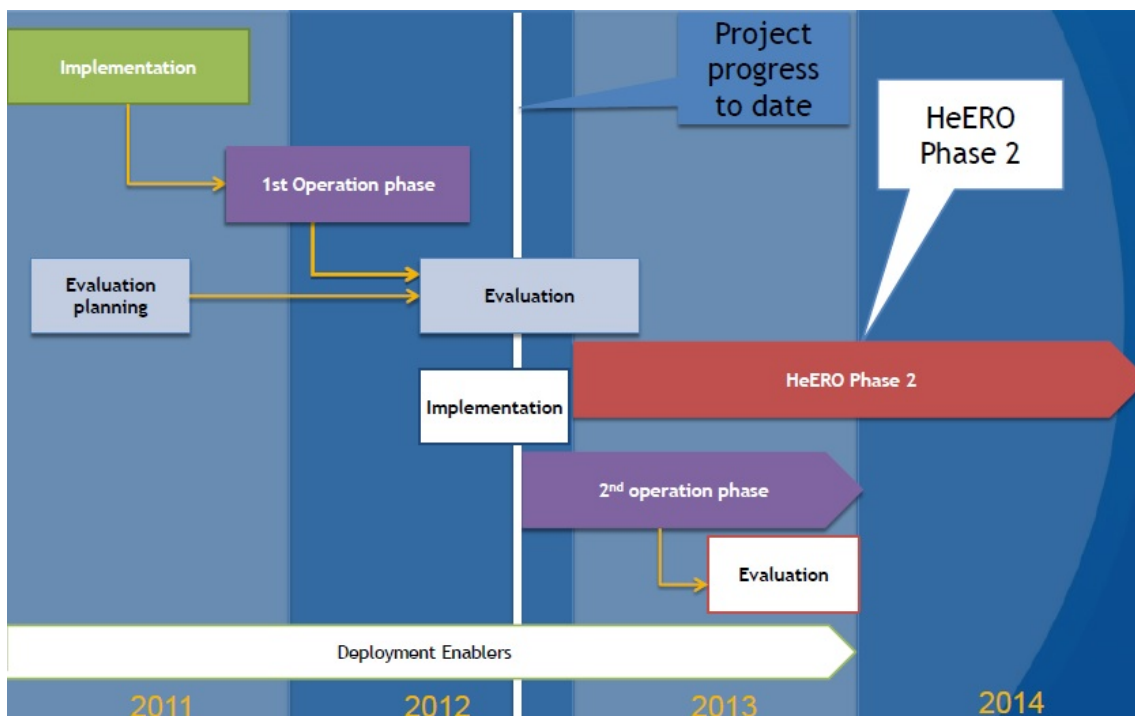 Project
progress
to date
Implementation
HeERO
Phase 2
1st Operation phase
Evaluation
planning
Evaluation
HeERO Phase 2
Implementation
2nd operation phase
Evaluation
Deployment Enablers
2011
2012
2013
2014